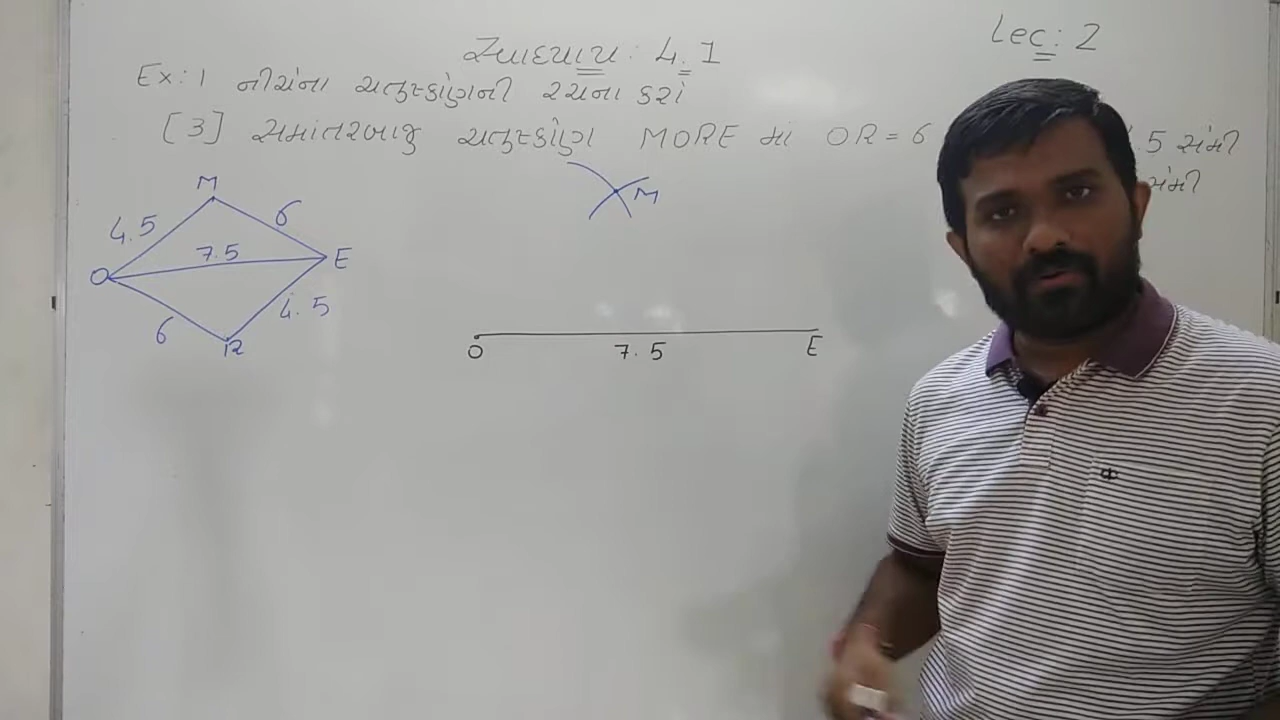 સ્વાધ્યાય : 4.1
Lec: 2
Ex: 1 નીચેના ચતુષ્કોણની રચના કરો
[3] સમાંતરબાજુ ચતુષ્કોણ MORE માં OR = 6 .5 સેમી
સેમી
M
M
4.5
6
7.5
O
E
6
4.5
R
O
7.5
E